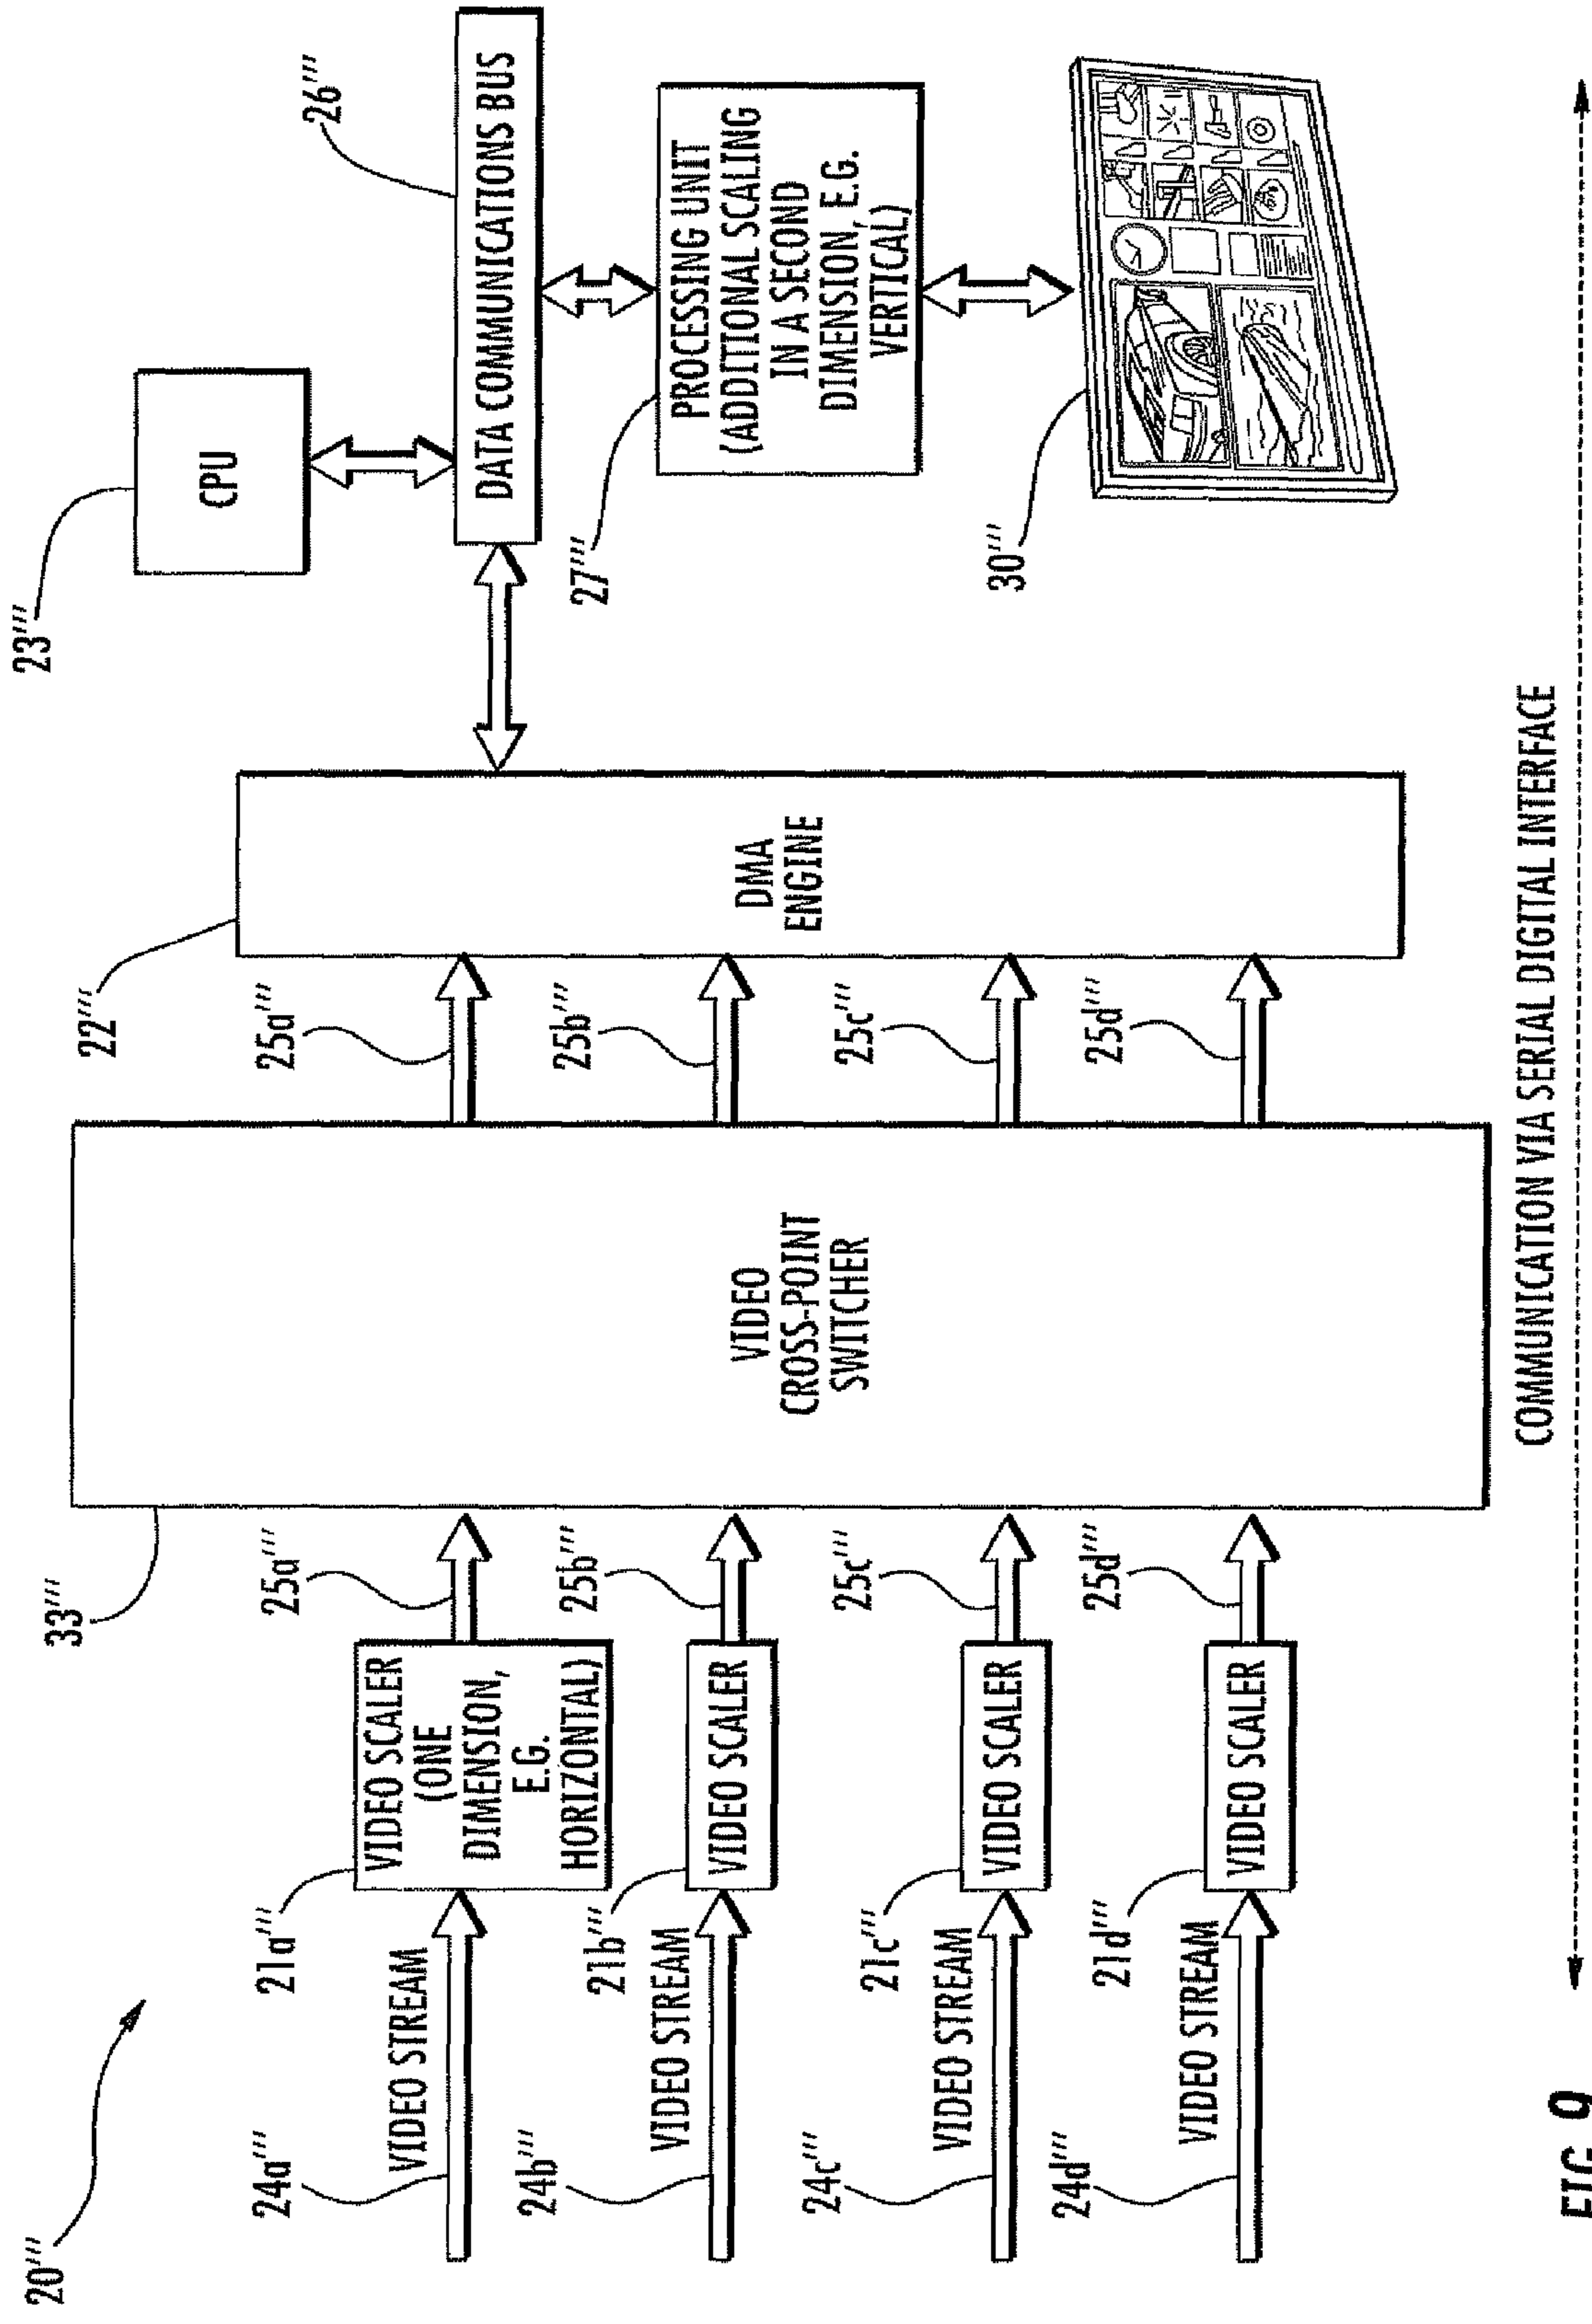 20'''
24a'''
VIDEO STREAM
21a'''
VIDEO SCALER
(ONE
DIMENSION,
E.G.
HORIZONTAL)
25a'''
24b'''
VIDEO STREAM
21b'''
VIDEO SCALER
25b'''
24c'''
VIDEO STREAM
21c'''
VIDEO SCALER
25c'''
24d'''
VIDEO STREAM
21d'''
VIDEO SCALER
25d'''
33'''
VIDEO
CROSS-POINT
SWITCHER
25a'''
25b'''
25c'''
25d'''
22'''
DMA
ENGINE
23'''
CPU
26'''
DATA COMMUNICATIONS BUS
27'''
PROCESSING UNIT
(ADDITIONAL SCALING
IN A SECOND
DIMENSION, E.G.
VERTICAL)
30'''
COMMUNICATION VIA SERIAL DIGITAL INTERFACE
FIG. 9